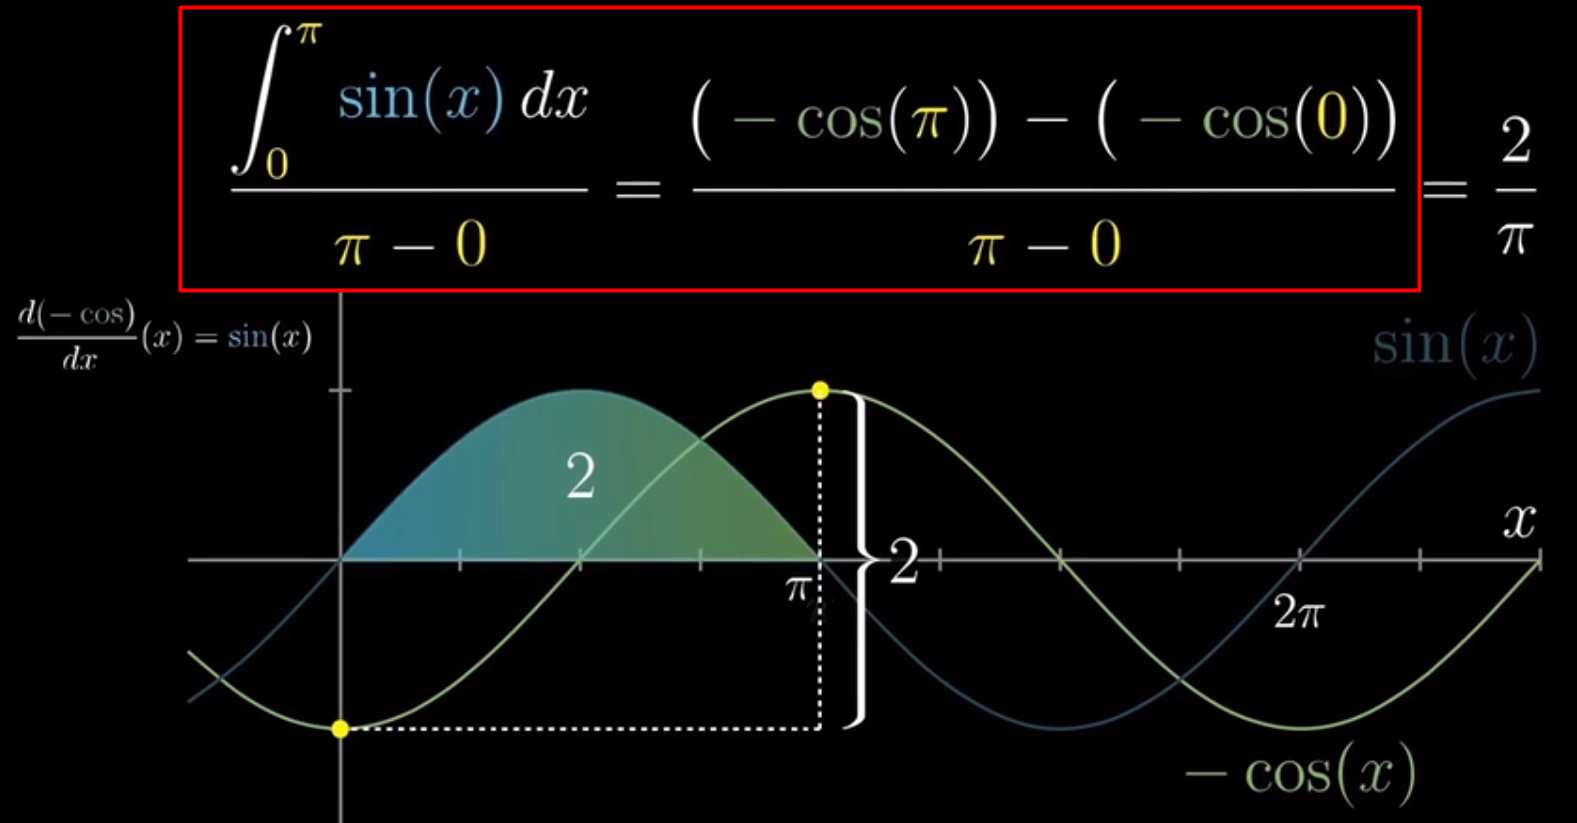 ∫₀^π sin(x) dx / (π − 0) = ((− cos(π)) − (− cos(0))) / (π − 0) = 2/π
d(− cos)/dx (x) = sin(x)
sin(x)
2
x
2
π
2π
− cos(x)